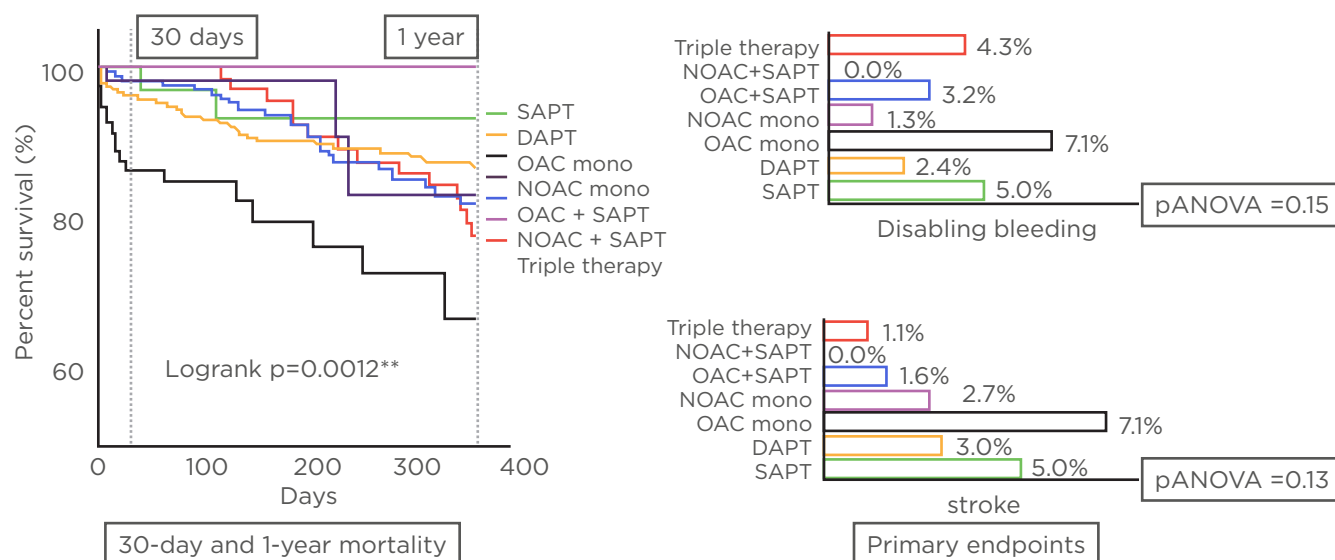 30 days
1 year
Percent survival (%)
100
80
60
0
100
200
300
400
Days
Logrank p=0.0012**
SAPT
DAPT
OAC mono
NOAC mono
OAC + SAPT
NOAC + SAPT
Triple therapy
30-day and 1-year mortality
Triple therapy 4.3%
NOAC+SAPT 0.0%
OAC+SAPT 3.2%
NOAC mono 1.3%
OAC mono 7.1%
DAPT 2.4%
SAPT 5.0%
pANOVA =0.15
Disabling bleeding
Triple therapy 1.1%
NOAC+SAPT 0.0%
OAC+SAPT 1.6%
NOAC mono 2.7%
OAC mono 7.1%
DAPT 3.0%
SAPT 5.0%
pANOVA =0.13
stroke
Primary endpoints